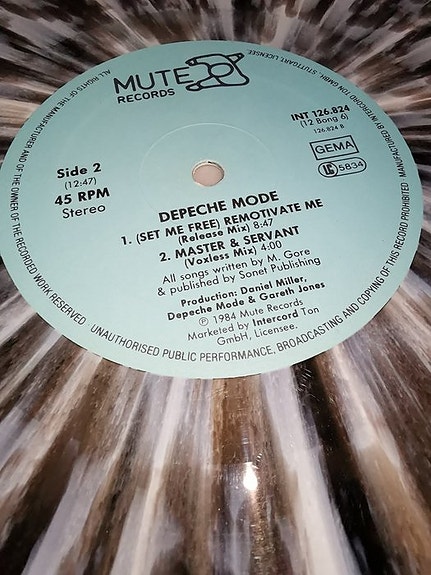 MUTE
RECORDS
INT 126.824
(12 Bong 6)
126.824 B
GEMA
LC 5834
Side 2
(12:47)
45 RPM
Stereo
DEPECHE MODE
1. (SET ME FREE) REMOTIVATE ME
(Release Mix) 8:47
2. MASTER & SERVANT
(Voxless Mix) 4:00
All songs written by M. Gore
& published by Sonet Publishing
Production: Daniel Miller,
Depeche Mode & Gareth Jones
℗ 1984 Mute Records
Marketed by Intercord Ton
GmbH, Licensee.
ALL RIGHTS OF THE MANUFACTURER AND OF THE OWNER OF THE RECORDED WORK RESERVED . UNAUTHORISED PUBLIC PERFORMANCE, BROADCASTING AND COPYING OF THIS RECORD PROHIBITED MANUFACTURED BY INTERCORD TON GMBH, STUTTGART, LICENSEE